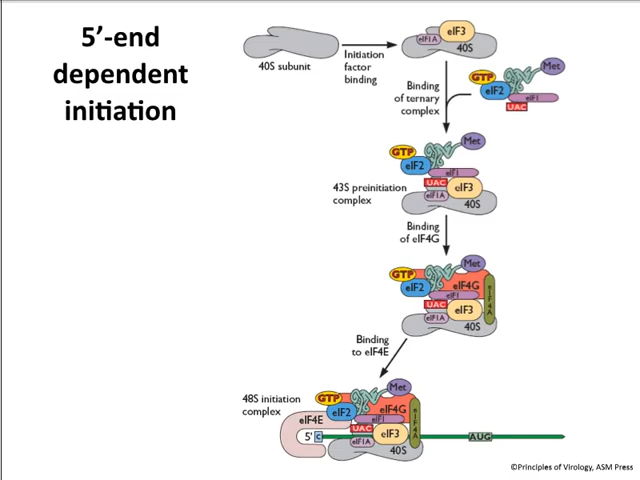 5’-end
dependent
initiation
40S subunit
Initiation
factor
binding
eIF3
eIF1A
40S
Binding
of ternary
complex
GTP
Met
eIF2
eIF1
UAC
GTP
Met
eIF2
eIF1
UAC
eIF3
eIF1A
40S
43S preinitiation
complex
Binding
of eIF4G
GTP
Met
eIF2
eIF4G
eIF1
UAC
eIF3
eIF1A
40S
eIF4A
Binding
to eIF4E
48S initiation
complex
GTP
Met
eIF2
eIF4G
eIF4E
eIF1
UAC
eIF3
eIF4A
5' C
AUG
eIF1A
40S
©Principles of Virology, ASM Press